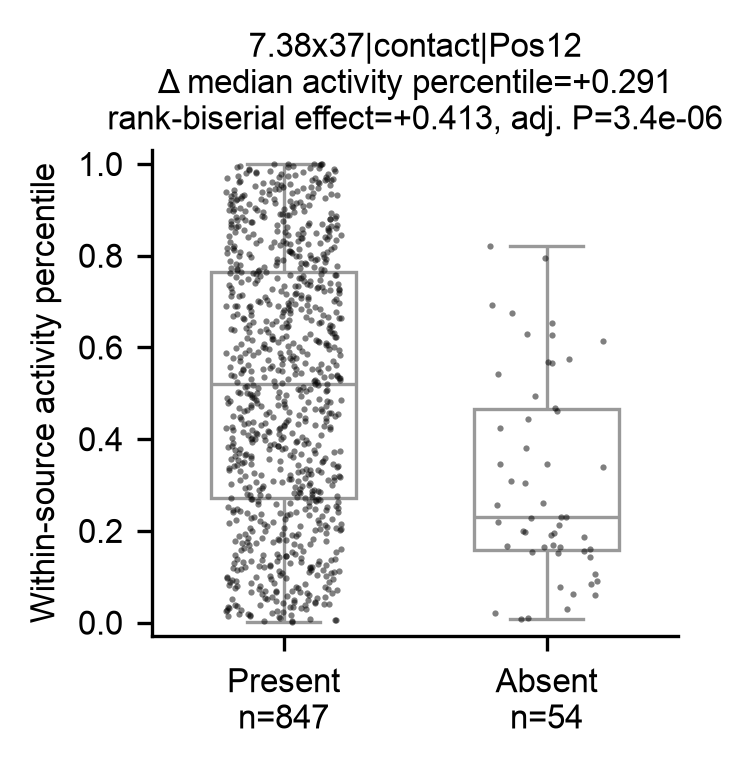 7.38x37|contact|Pos12
Δ median activity percentile=+0.291
rank-biserial effect=+0.413, adj. P=3.4e-06
Within-source activity percentile
1.0
0.8
0.6
0.4
0.2
0.0
Present
n=847
Absent
n=54